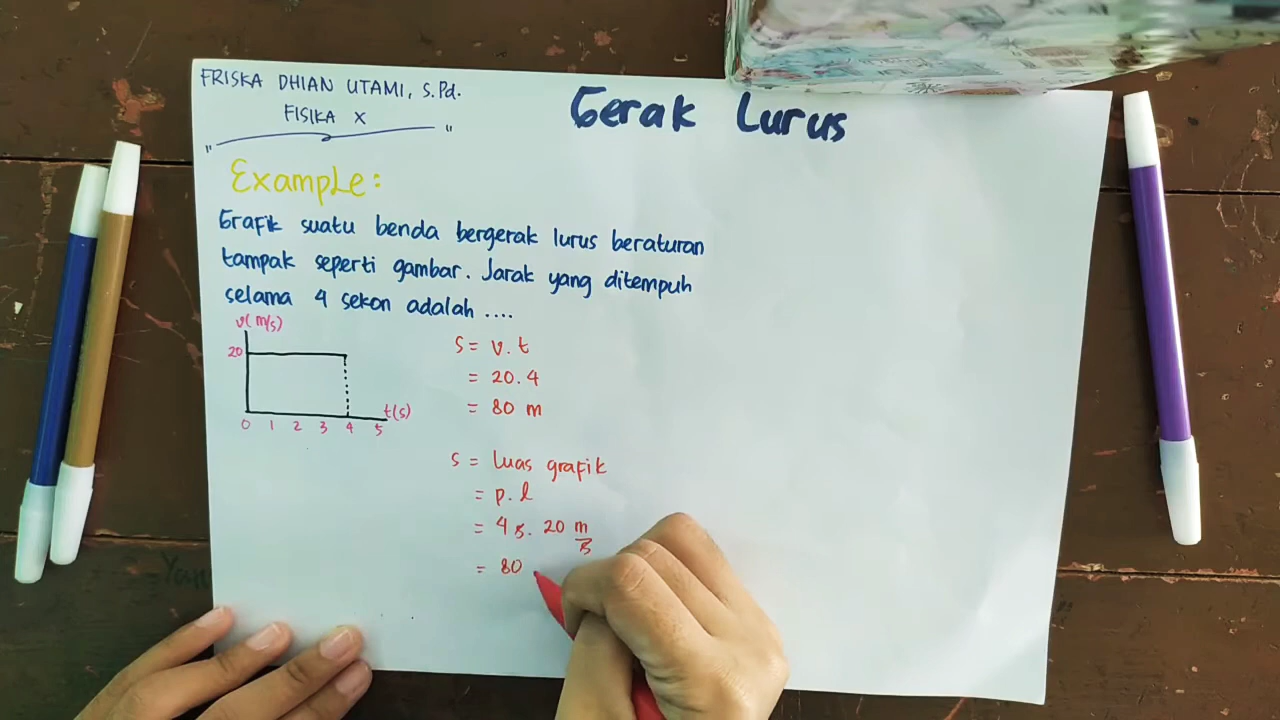 FRISKA DHIAN UTAMI, S.Pd.
FISIKA X
Gerak Lurus
Example:
Grafik suatu benda bergerak lurus beraturan
tampak seperti gambar. Jarak yang ditempuh
selama 4 sekon adalah ....
v(m/s)
20
t(s)
0 1 2 3 4 5
s = v. t
= 20. 4
= 80 m
s = Luas grafik
= p. l
= 4 s. 20 m/s
= 80